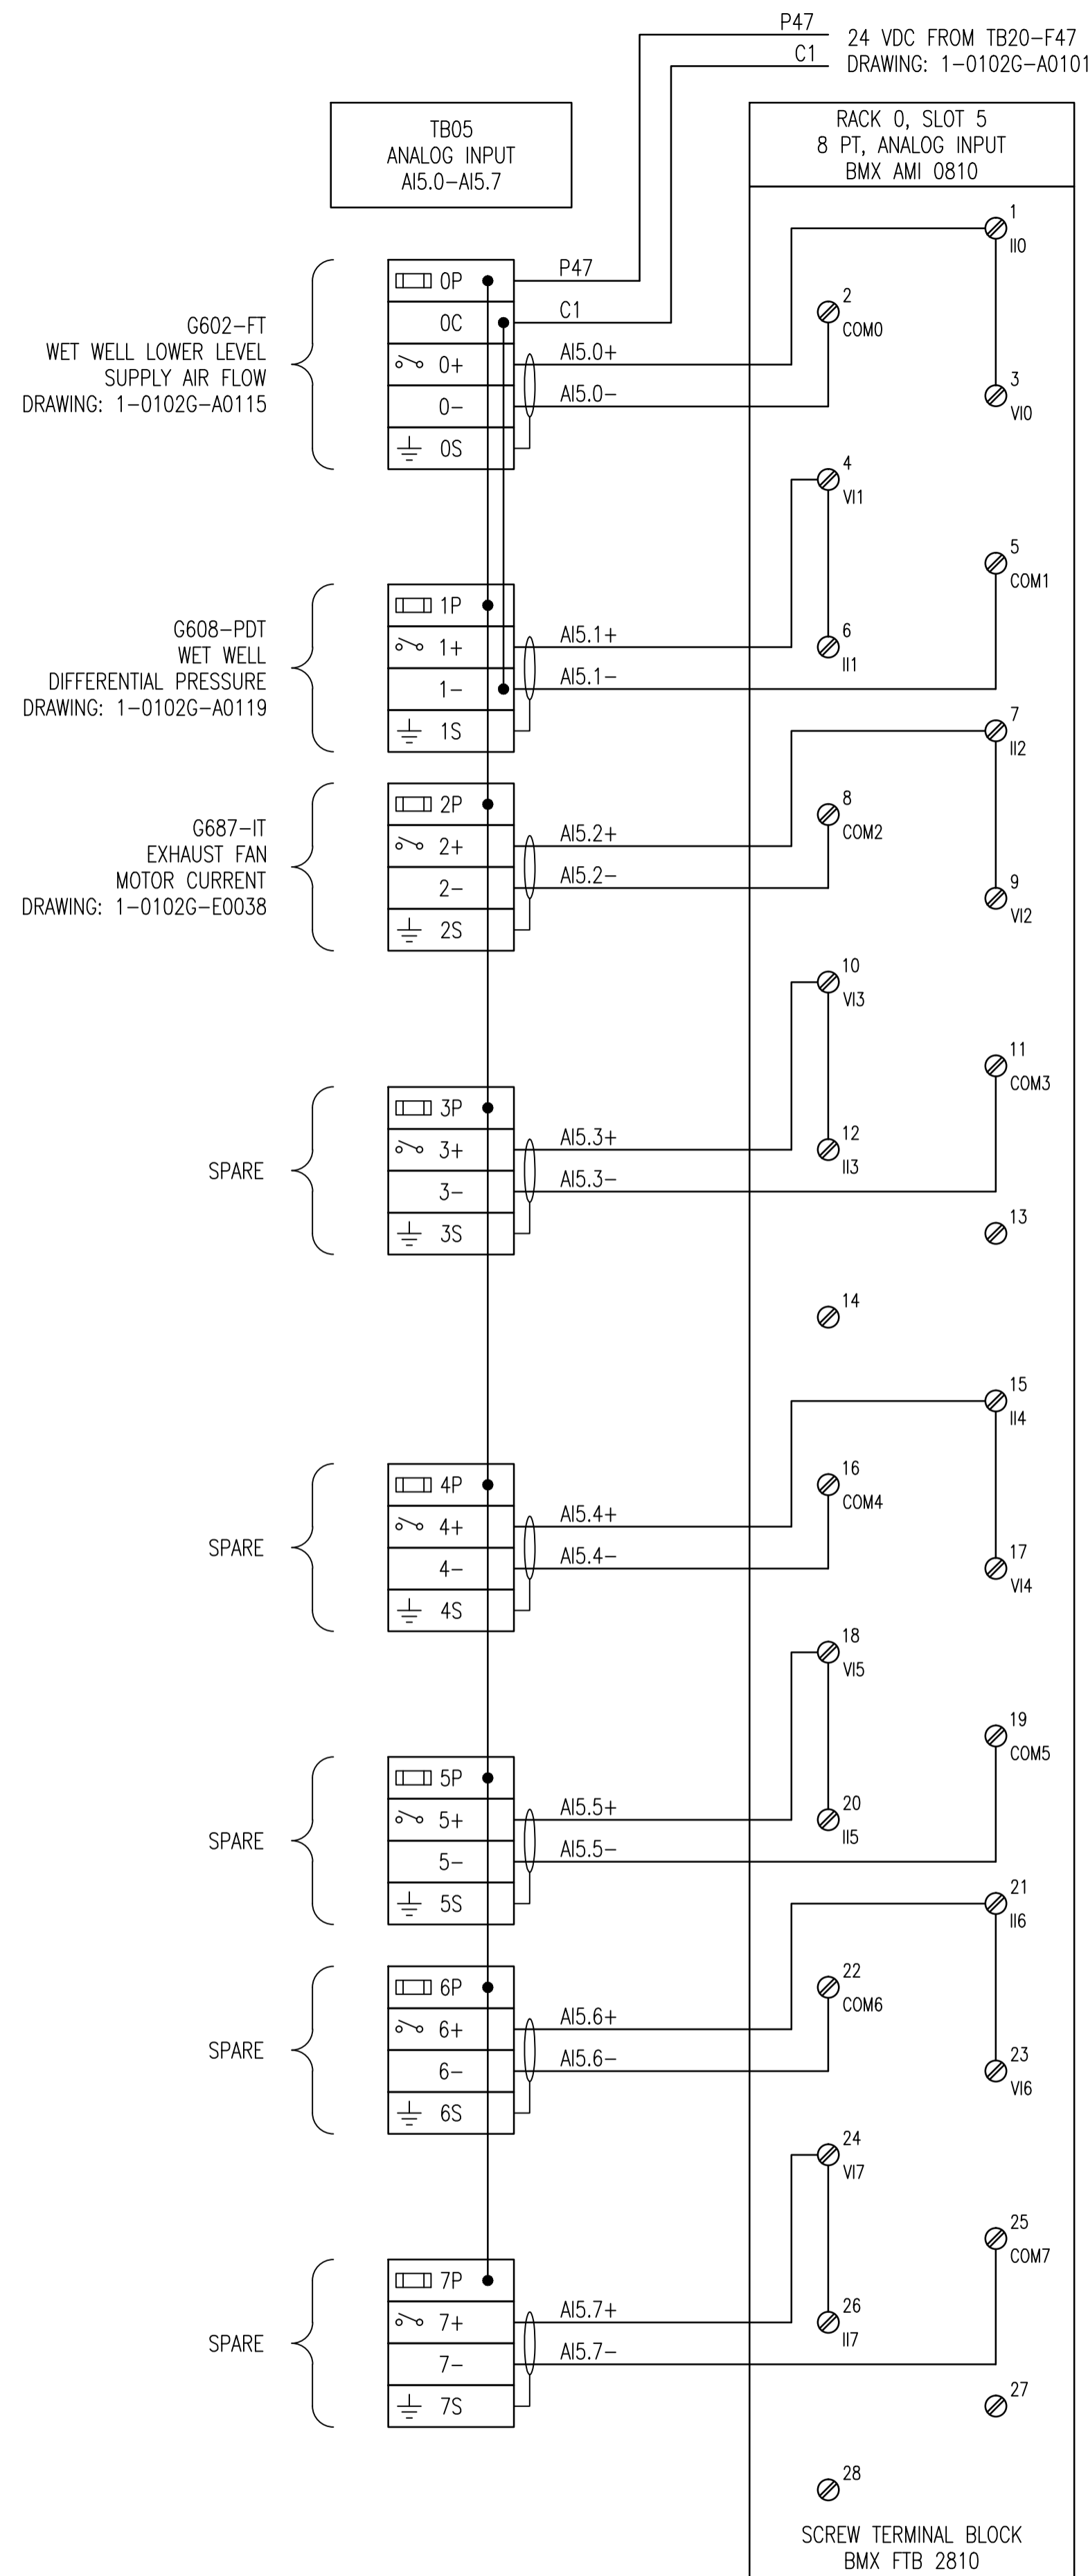 P47
C1
24 VDC FROM TB20-F47
DRAWING: 1-0102G-A0101
TB05
ANALOG INPUT
AI5.0-AI5.7
RACK 0, SLOT 5
8 PT, ANALOG INPUT
BMX AMI 0810
G602-FT
WET WELL LOWER LEVEL
SUPPLY AIR FLOW
DRAWING: 1-0102G-A0115
0P
0C
0+
0-
0S
P47
C1
AI5.0+
AI5.0-
1
II0
2
COM0
3
VI0
G608-PDT
WET WELL
DIFFERENTIAL PRESSURE
DRAWING: 1-0102G-A0119
1P
1+
1-
1S
AI5.1+
AI5.1-
4
VI1
5
COM1
6
II1
G687-IT
EXHAUST FAN
MOTOR CURRENT
DRAWING: 1-0102G-E0038
2P
2+
2-
2S
AI5.2+
AI5.2-
7
II2
8
COM2
9
VI2
SPARE
3P
3+
3-
3S
AI5.3+
AI5.3-
10
VI3
11
COM3
12
II3
13
14
SPARE
4P
4+
4-
4S
AI5.4+
AI5.4-
15
II4
16
COM4
17
VI4
SPARE
5P
5+
5-
5S
AI5.5+
AI5.5-
18
VI5
19
COM5
20
II5
SPARE
6P
6+
6-
6S
AI5.6+
AI5.6-
21
II6
22
COM6
23
VI6
SPARE
7P
7+
7-
7S
AI5.7+
AI5.7-
24
VI7
25
COM7
26
II7
27
28
SCREW TERMINAL BLOCK
BMX FTB 2810